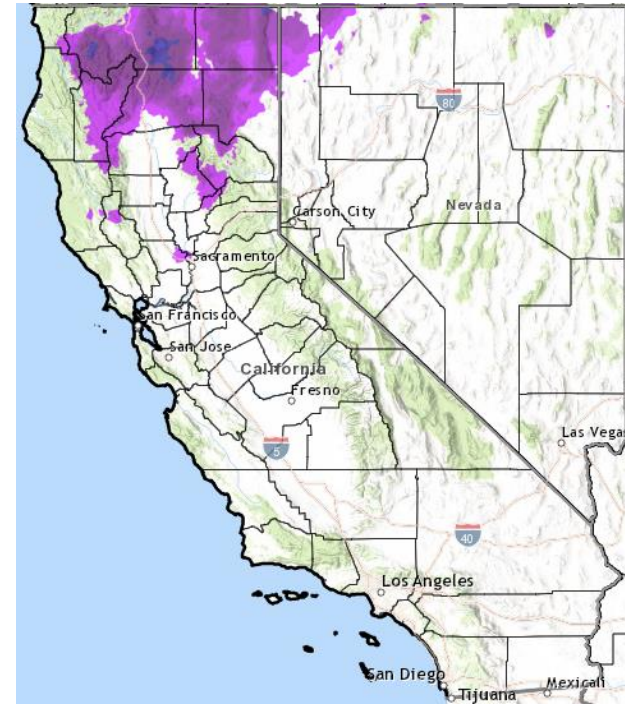 80
Carson City
Nevada
Sacramento
San Francisco
San Jose
California
Fresno
Las Vegas
5
40
Los Angeles
San Diego
Mexicali
Tijuana